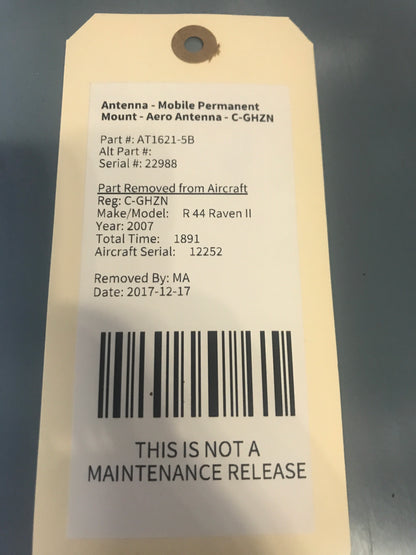 Antenna - Mobile Permanent
Mount - Aero Antenna - C-GHZN
Part #: AT1621-5B
Alt Part #:
Serial #: 22988
Part Removed from Aircraft
Reg: C-GHZN
Make/Model: R 44 Raven II
Year: 2007
Total Time: 1891
Aircraft Serial: 12252
Removed By: MA
Date: 2017-12-17
THIS IS NOT A
MAINTENANCE RELEASE